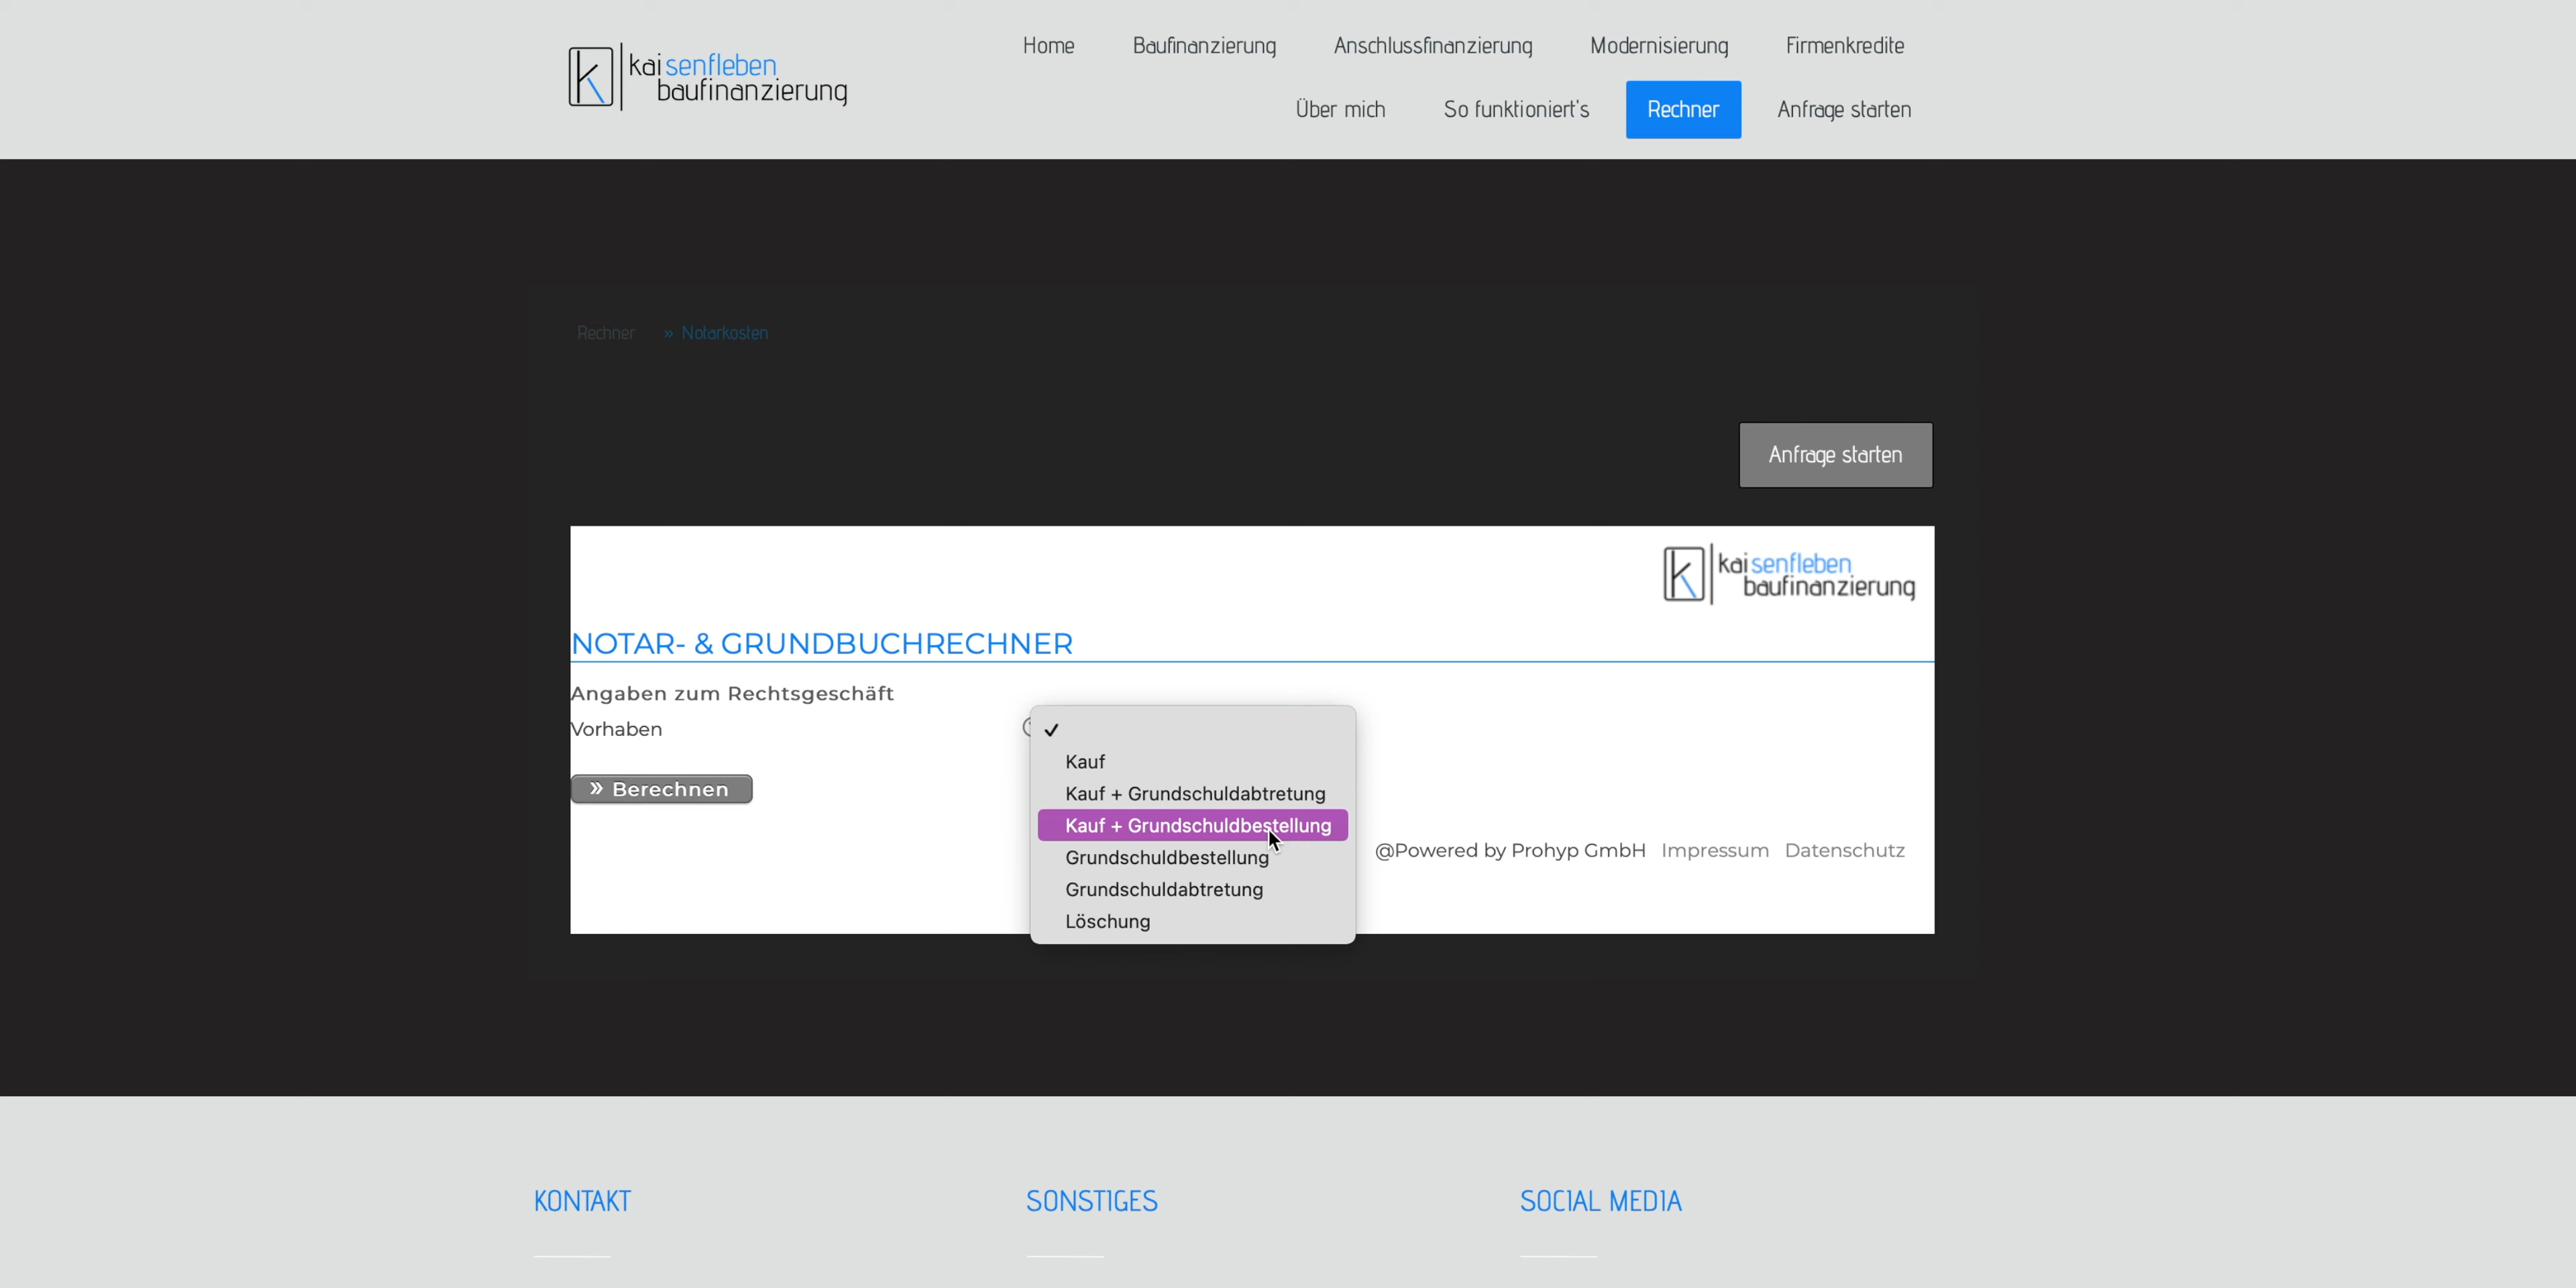 kai senfleben
baufinanzierung
Home Baufinanzierung Anschlussfinanzierung Modernisierung Firmenkredite
Über mich So funktioniert's Rechner Anfrage starten
Rechner » Notarkosten
Anfrage starten
kai senfleben
baufinanzierung
NOTAR- & GRUNDBUCHRECHNER
Angaben zum Rechtsgeschäft
Vorhaben
Kauf
Kauf + Grundschuldabtretung
Kauf + Grundschuldbestellung
Grundschuldbestellung
Grundschuldabtretung
Löschung
» Berechnen
@Powered by Prohyp GmbH Impressum Datenschutz
KONTAKT SONSTIGES SOCIAL MEDIA